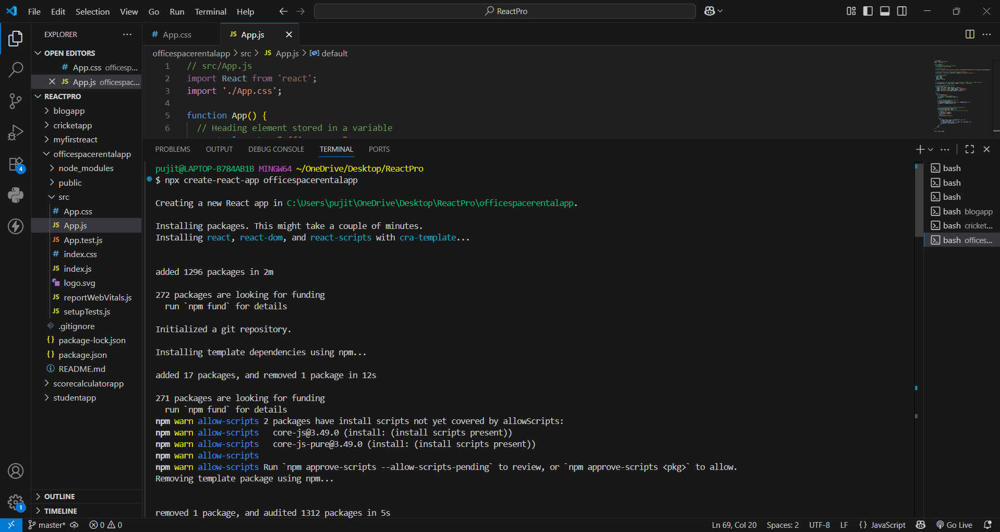 File Edit Selection View Go Run Terminal Help
ReactPro
EXPLORER
OPEN EDITORS
# App.css officesp...
JS App.js officespac...
REACTPRO
blogapp
cricketapp
myfirstreact
officespacerentalapp
node_modules
public
src
# App.css
JS App.js
JS App.test.js
# index.css
JS index.js
logo.svg
JS reportWebVitals.js
JS setupTests.js
.gitignore
{} package-lock.json
{} package.json
README.md
scorecalculatorapp
studentapp
OUTLINE
TIMELINE
4
1
# App.css
JS App.js
officespacerentalapp > src > JS App.js > default
1 // src/App.js
2 import React from 'react';
3 import './App.css';
4
5 function App() {
6 // Heading element stored in a variable
PROBLEMS OUTPUT DEBUG CONSOLE TERMINAL PORTS
pujit@LAPTOP-B784AB1B MINGW64 ~/OneDrive/Desktop/ReactPro
$ npx create-react-app officespacerentalapp
Creating a new React app in C:\Users\pujit\OneDrive\Desktop\ReactPro\officespacerentalapp.
Installing packages. This might take a couple of minutes.
Installing react, react-dom, and react-scripts with cra-template...
added 1296 packages in 2m
272 packages are looking for funding
run `npm fund` for details
Initialized a git repository.
Installing template dependencies using npm...
added 17 packages, and removed 1 package in 12s
271 packages are looking for funding
run `npm fund` for details
npm warn allow-scripts 2 packages have install scripts not yet covered by allowScripts:
npm warn allow-scripts core-js@3.49.0 (install: (install scripts present))
npm warn allow-scripts core-js-pure@3.49.0 (install: (install scripts present))
npm warn allow-scripts
npm warn allow-scripts Run `npm approve-scripts --allow-scripts-pending` to review, or `npm approve-scripts <pkg>` to allow.
Removing template package using npm...
removed 1 package, and audited 1312 packages in 5s
bash
bash
bash
bash blogapp
bash cricket...
bash offices...
master* 0 0
Ln 69, Col 20 Spaces: 2 UTF-8 LF {} JavaScript Go Live